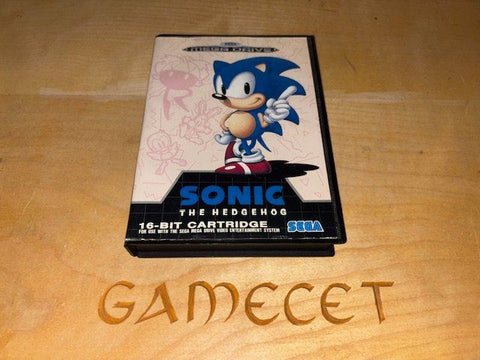 SEGA
MEGA DRIVE
SONIC
THE HEDGEHOG
16-BIT CARTRIDGE
FOR USE WITH THE SEGA MEGA DRIVE VIDEO ENTERTAINMENT SYSTEM
SEGA
GAMECET